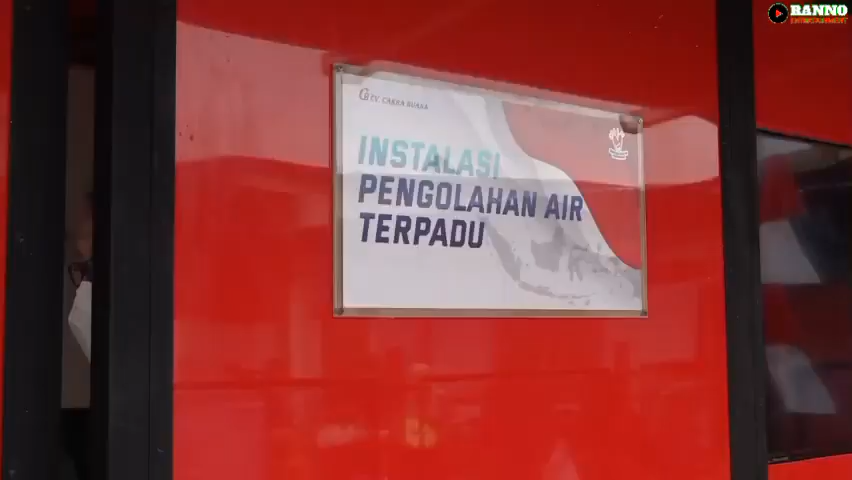 RANNO
ENTERTAINMENT
CV. CAKRA BUANA
INSTALASI
PENGOLAHAN AIR
TERPADU